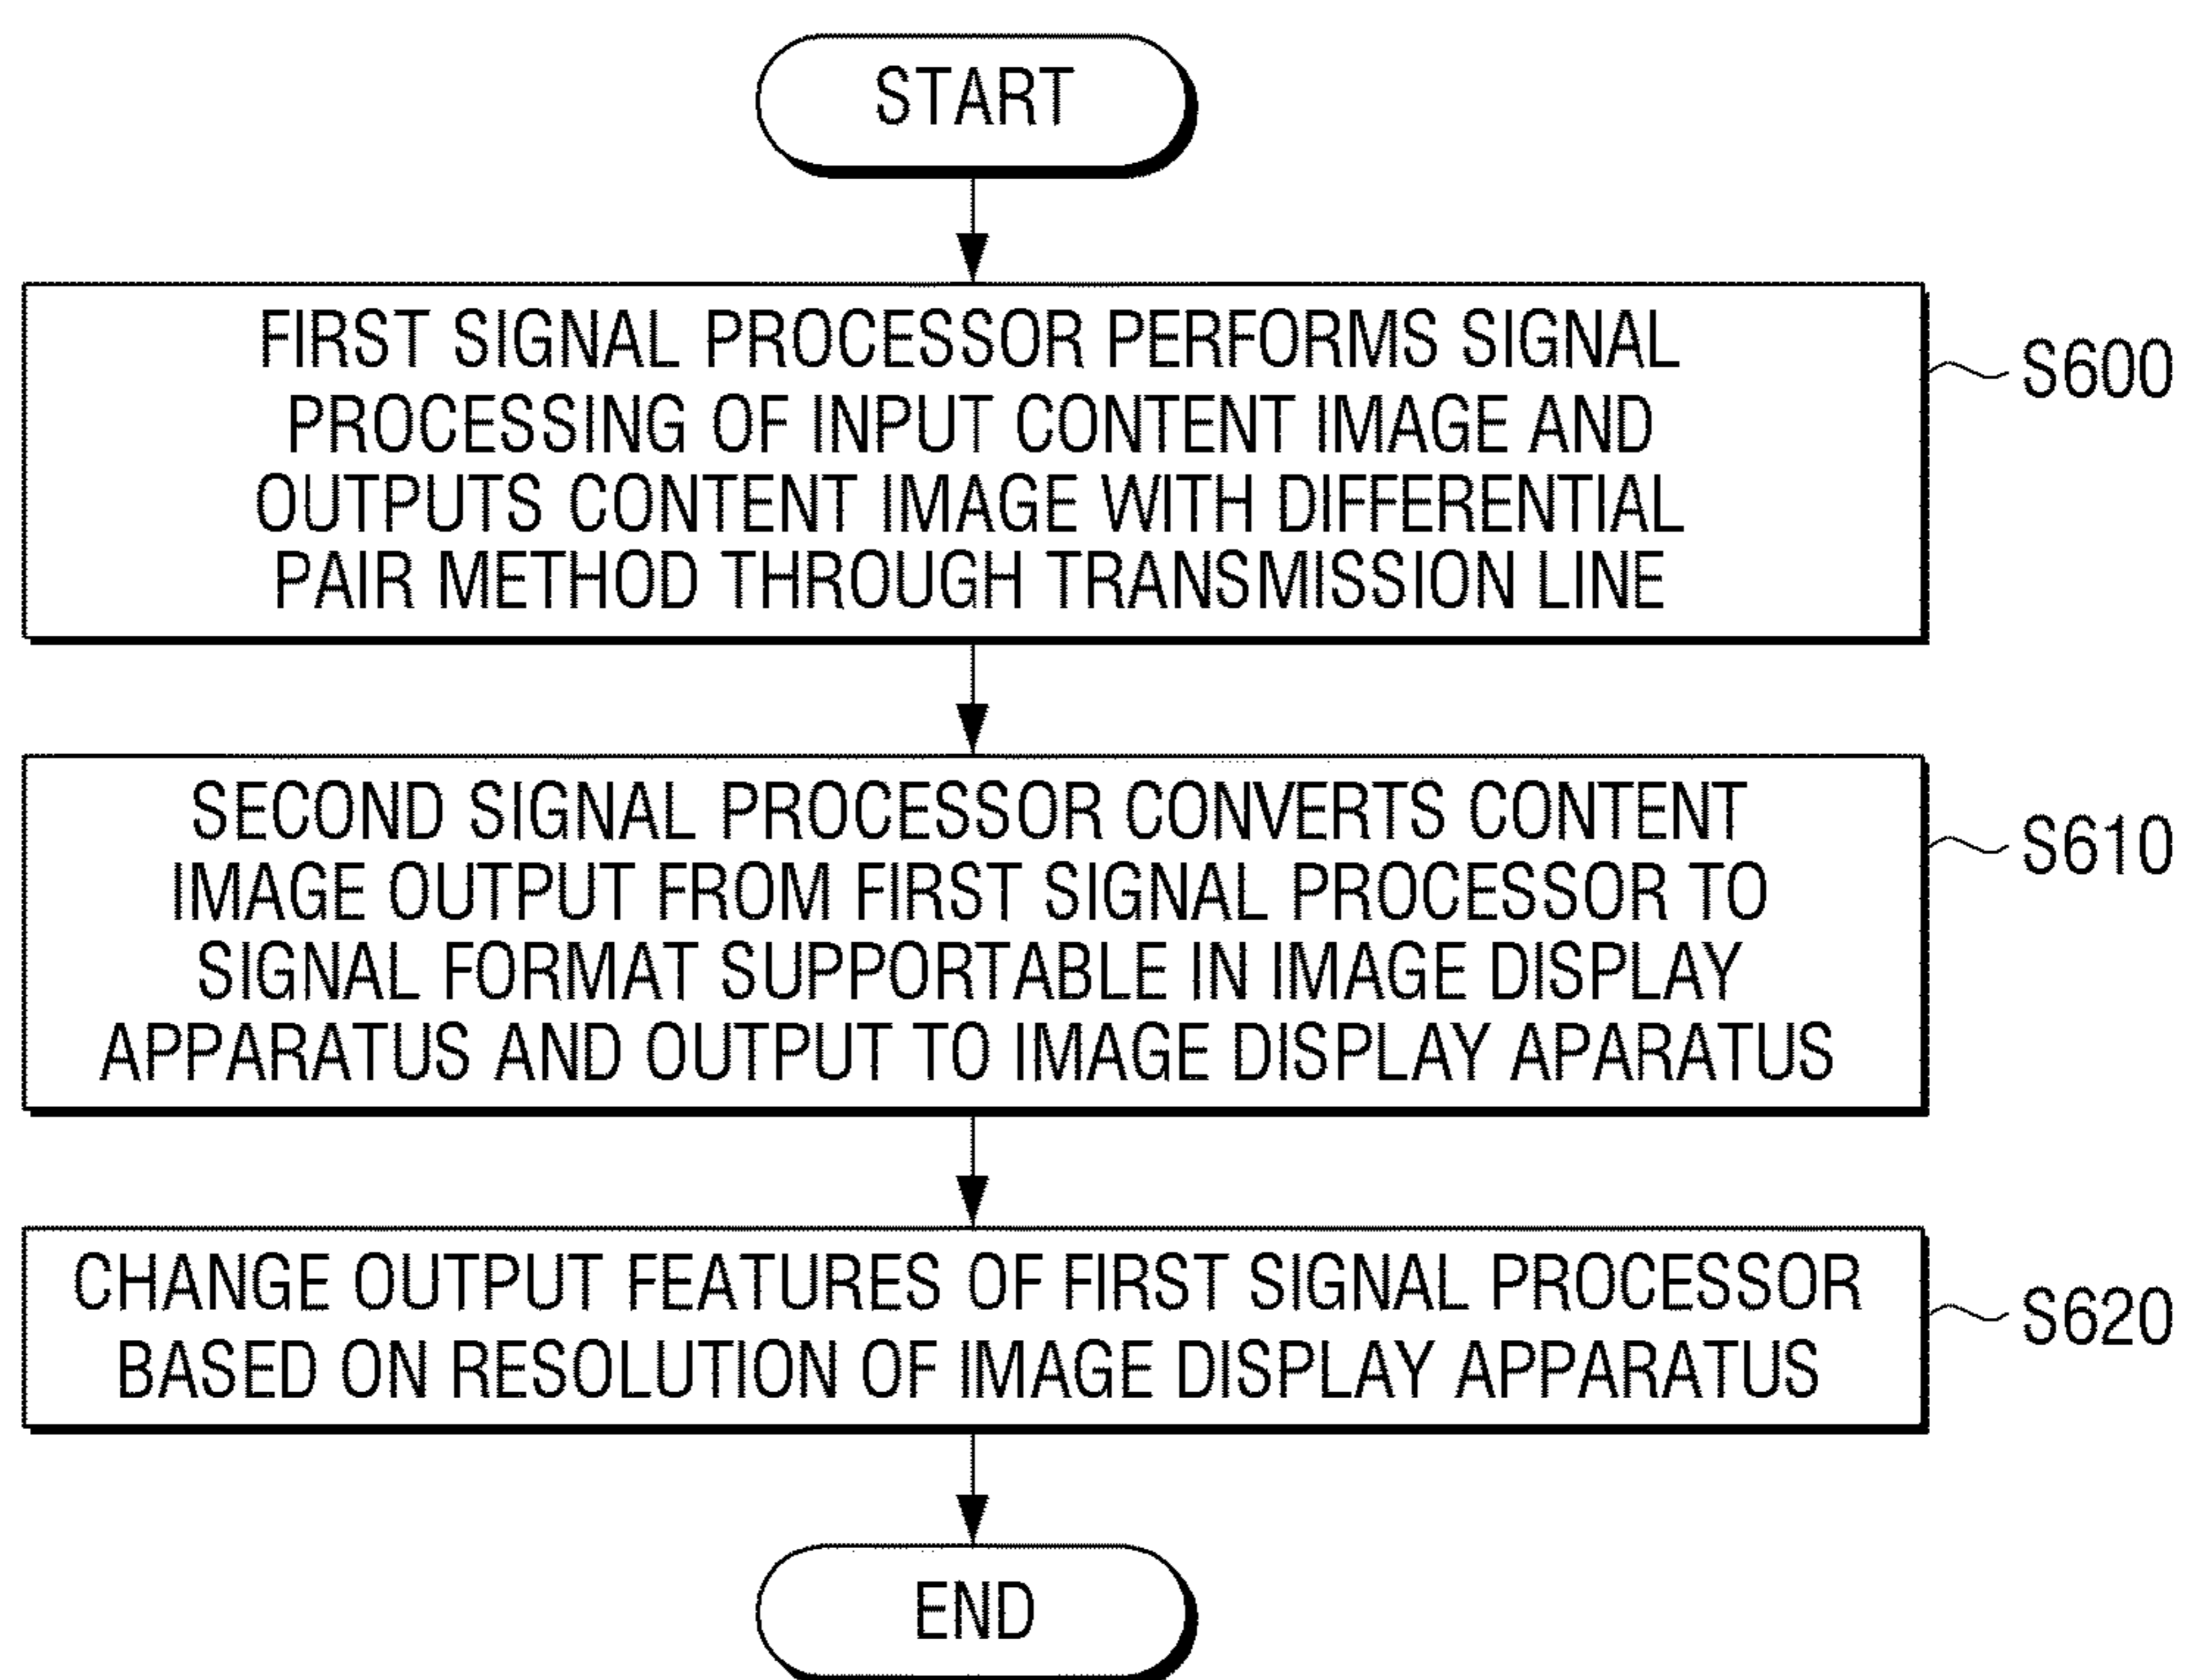 START
FIRST SIGNAL PROCESSOR PERFORMS SIGNAL
PROCESSING OF INPUT CONTENT IMAGE AND
OUTPUTS CONTENT IMAGE WITH DIFFERENTIAL
PAIR METHOD THROUGH TRANSMISSION LINE
S600
SECOND SIGNAL PROCESSOR CONVERTS CONTENT
IMAGE OUTPUT FROM FIRST SIGNAL PROCESSOR TO
SIGNAL FORMAT SUPPORTABLE IN IMAGE DISPLAY
APPARATUS AND OUTPUT TO IMAGE DISPLAY APARATUS
S610
CHANGE OUTPUT FEATURES OF FIRST SIGNAL PROCESSOR
BASED ON RESOLUTION OF IMAGE DISPLAY APPARATUS
S620
END